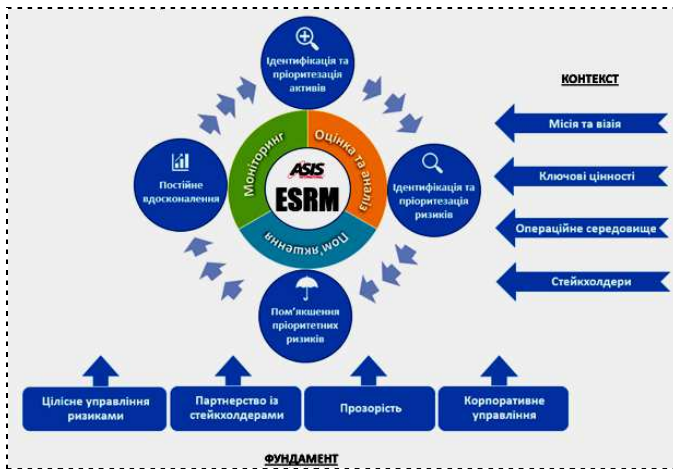 Ідентифікація та
пріоритезація
активів
КОНТЕКСТ
Місія та візія
Моніторинг
Оцінка та аналіз
ASIS
INTERNATIONAL
ESRM
Пом'якшення
Постійне
вдосконалення
Ідентифікація та
пріоритезація
ризиків
Ключові цінності
Операційне середовище
Стейкхолдери
Пом'якшення
пріоритетних
ризиків
Цілісне управління
ризиками
Партнерство із
стейкхолдерами
Прозорість
Корпоративне
управління
ФУНДАМЕНТ